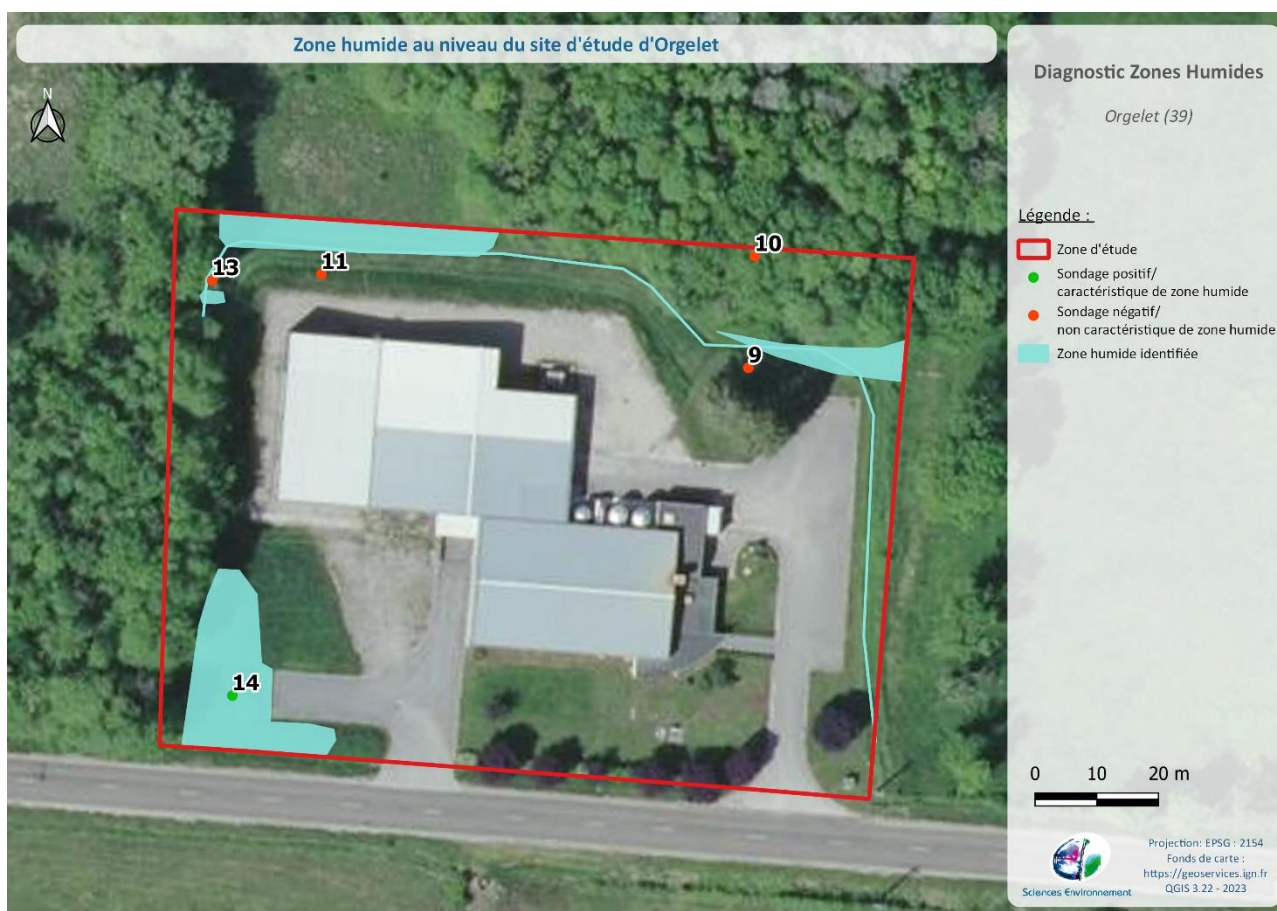 Zone humide au niveau du site d'étude d'Orgelet
N
13
11
10
9
14
Diagnostic Zones Humides
Orgelet (39)
Légende :
Zone d'étude
Sondage positif/
caractéristique de zone humide
Sondage négatif/
non caractéristique de zone humide
Zone humide identifiée
0 10 20 m
Sciences Environnement
Projection: EPSG : 2154
Fonds de carte :
https://geoservices.ign.fr
QGIS 3.22 - 2023